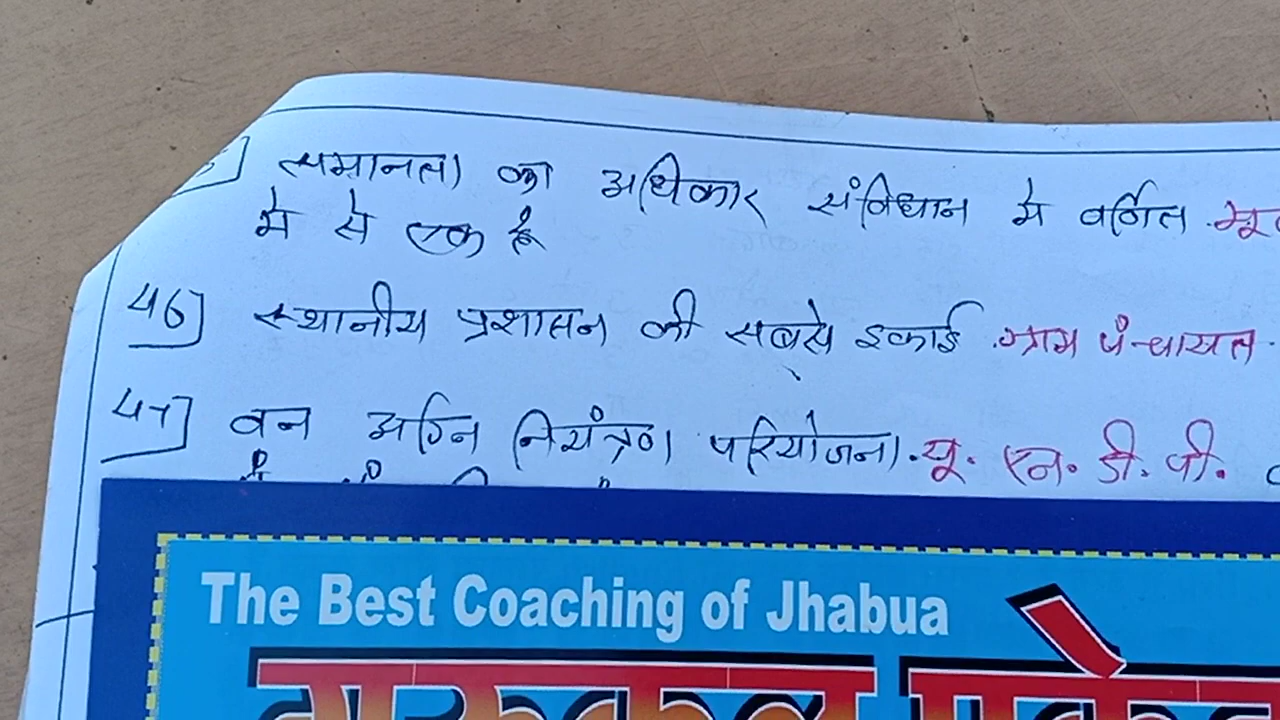 समानता का अधिकार संविधान मे वर्णित
मे से एक है
46] स्थानीय प्रशासन की सबसे इकाई ग्राम पंचायत
47] वन अग्नि नियंत्रण परियोजना. यू. एन. डी. पी.
The Best Coaching of Jhabua